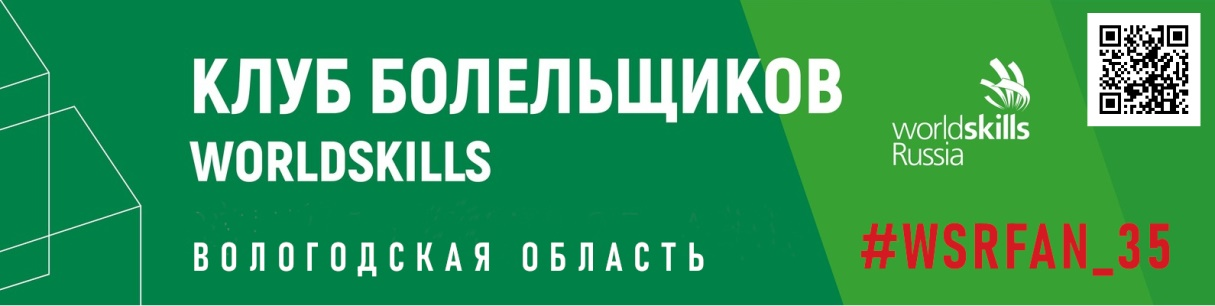 КЛУБ БОЛЕЛЬЩИКОВ
WORLDSKILLS
ВОЛОГОДСКАЯ ОБЛАСТЬ
worldskills
Russia
#WSRFAN_35